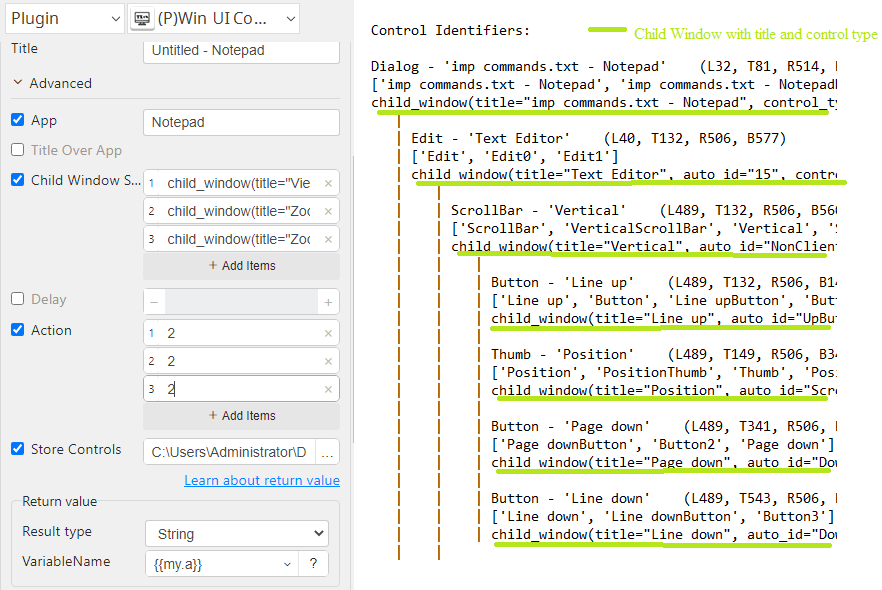 Plugin
(P)Win UI Co...
Title
Untitled - Notepad
Advanced
App
Notepad
Title Over App
Child Window S...
1 child_window(title="Vie
2 child_window(title="Zoo
3 child_window(title="Zoo
+ Add Items
Delay
Action
1 2
2 2
3 2
+ Add Items
Store Controls
C:\Users\Administrator\D
...
Learn about return value
Return value
Result type
String
VariableName
{{my.a}}
?
Control Identifiers:
Child Window with title and control type
Dialog - 'imp commands.txt - Notepad' (L32, T81, R514,
['imp commands.txt - Notepad', 'imp commands.txt - Notepad
child_window(title="imp commands.txt - Notepad", control_ty
Edit - 'Text Editor' (L40, T132, R506, B577)
['Edit', 'Edit0', 'Edit1']
child_window(title="Text Editor", auto_id="15", contro
ScrollBar - 'Vertical' (L489, T132, R506, B560
['ScrollBar', 'VerticalScrollBar', 'Vertical', '
child_window(title="Vertical", auto_id="NonClien
Button - 'Line up' (L489, T132, R506, B14
['Line up', 'Button', 'Line upButton', 'But
child_window(title="Line up", auto_id="UpBu
Thumb - 'Position' (L489, T149, R506, B34
['Position', 'PositionThumb', 'Thumb', 'Pos
child_window(title="Position", auto_id="Scr
Button - 'Page down' (L489, T341, R506,
['Page downButton', 'Button2', 'Page down']
child_window(title="Page down", auto_id="Do
Button - 'Line down' (L489, T543, R506,
['Line down', 'Line downButton', 'Button3']
child_window(title="Line down", auto_id="Do